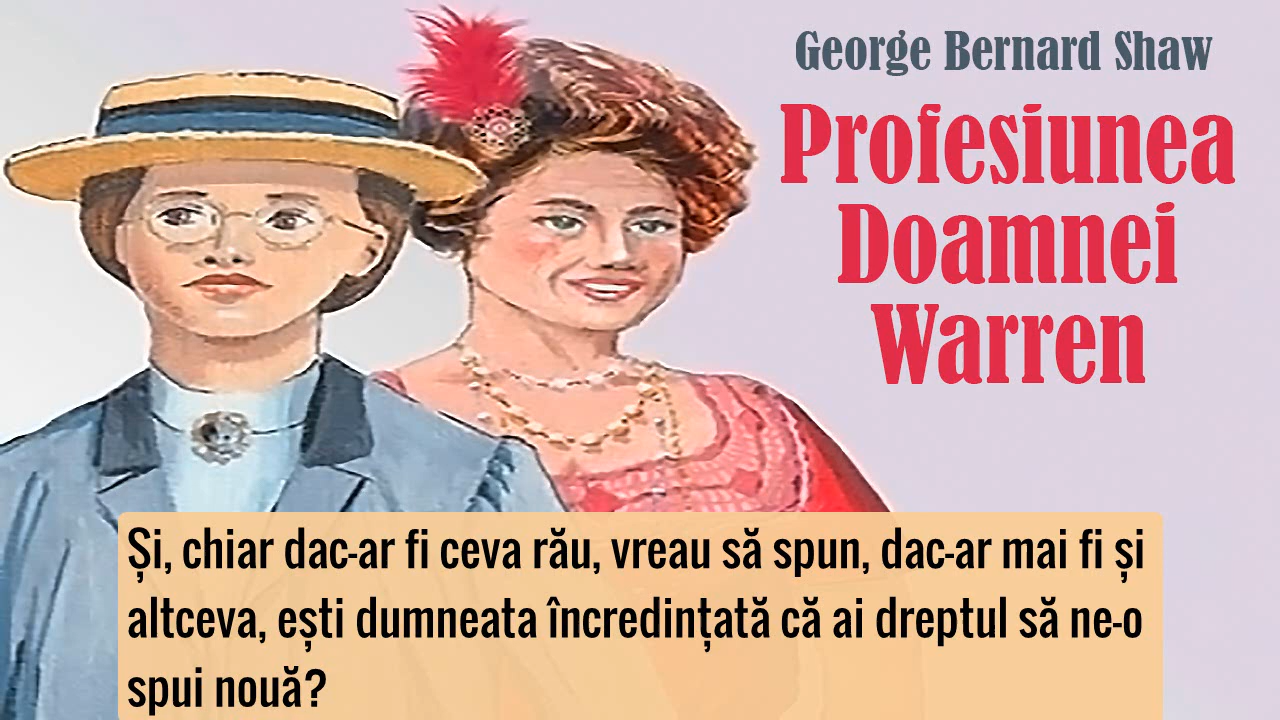 George Bernard Shaw
Profesiunea
Doamnei
Warren
Și, chiar dac-ar fi ceva rău, vreau să spun, dac-ar mai fi și
altceva, ești dumneata încredințată că ai dreptul să ne-o
spui nouă?